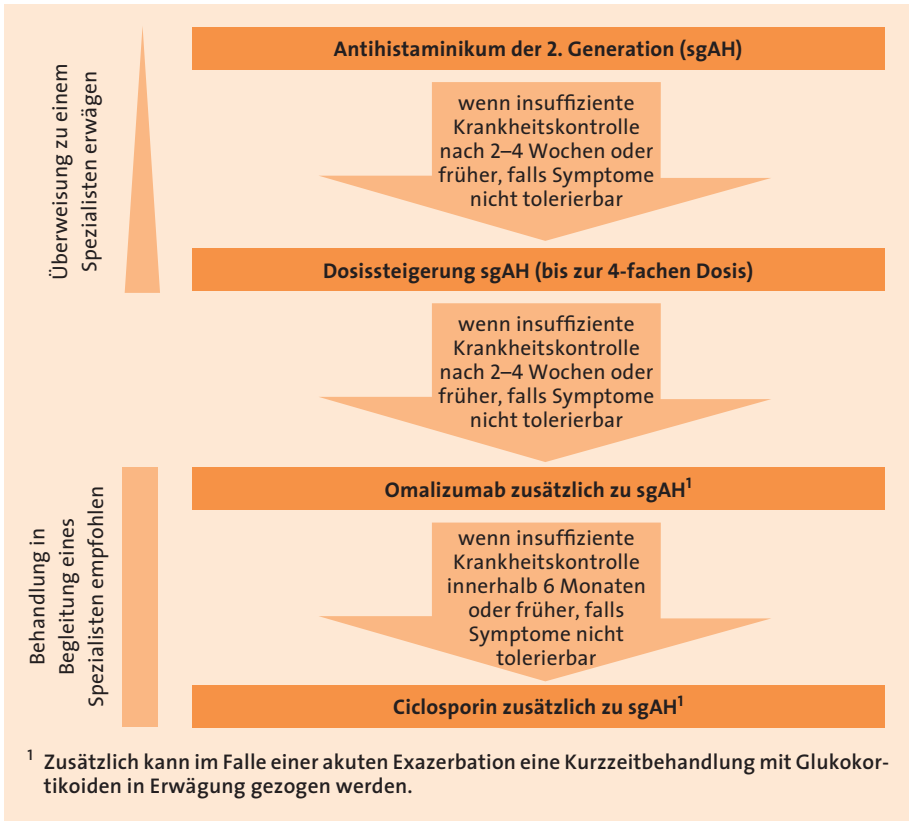 Antihistaminikum der 2. Generation (sgAH)
Überweisung zu einem
Spezialisten erwägen
wenn insuffiziente
Krankheitskontrolle
nach 2–4 Wochen oder
früher, falls Symptome
nicht tolerierbar
Dosissteigerung sgAH (bis zur 4-fachen Dosis)
wenn insuffiziente
Krankheitskontrolle
nach 2–4 Wochen oder
früher, falls Symptome
nicht tolerierbar
Omalizumab zusätzlich zu sgAH¹
Behandlung in
Begleitung eines
Spezialisten empfohlen
wenn insuffiziente
Krankheitskontrolle
innerhalb 6 Monaten
oder früher, falls
Symptome nicht
tolerierbar
Ciclosporin zusätzlich zu sgAH¹
¹ Zusätzlich kann im Falle einer akuten Exazerbation eine Kurzzeitbehandlung mit Glukokor-
tikoiden in Erwägung gezogen werden.